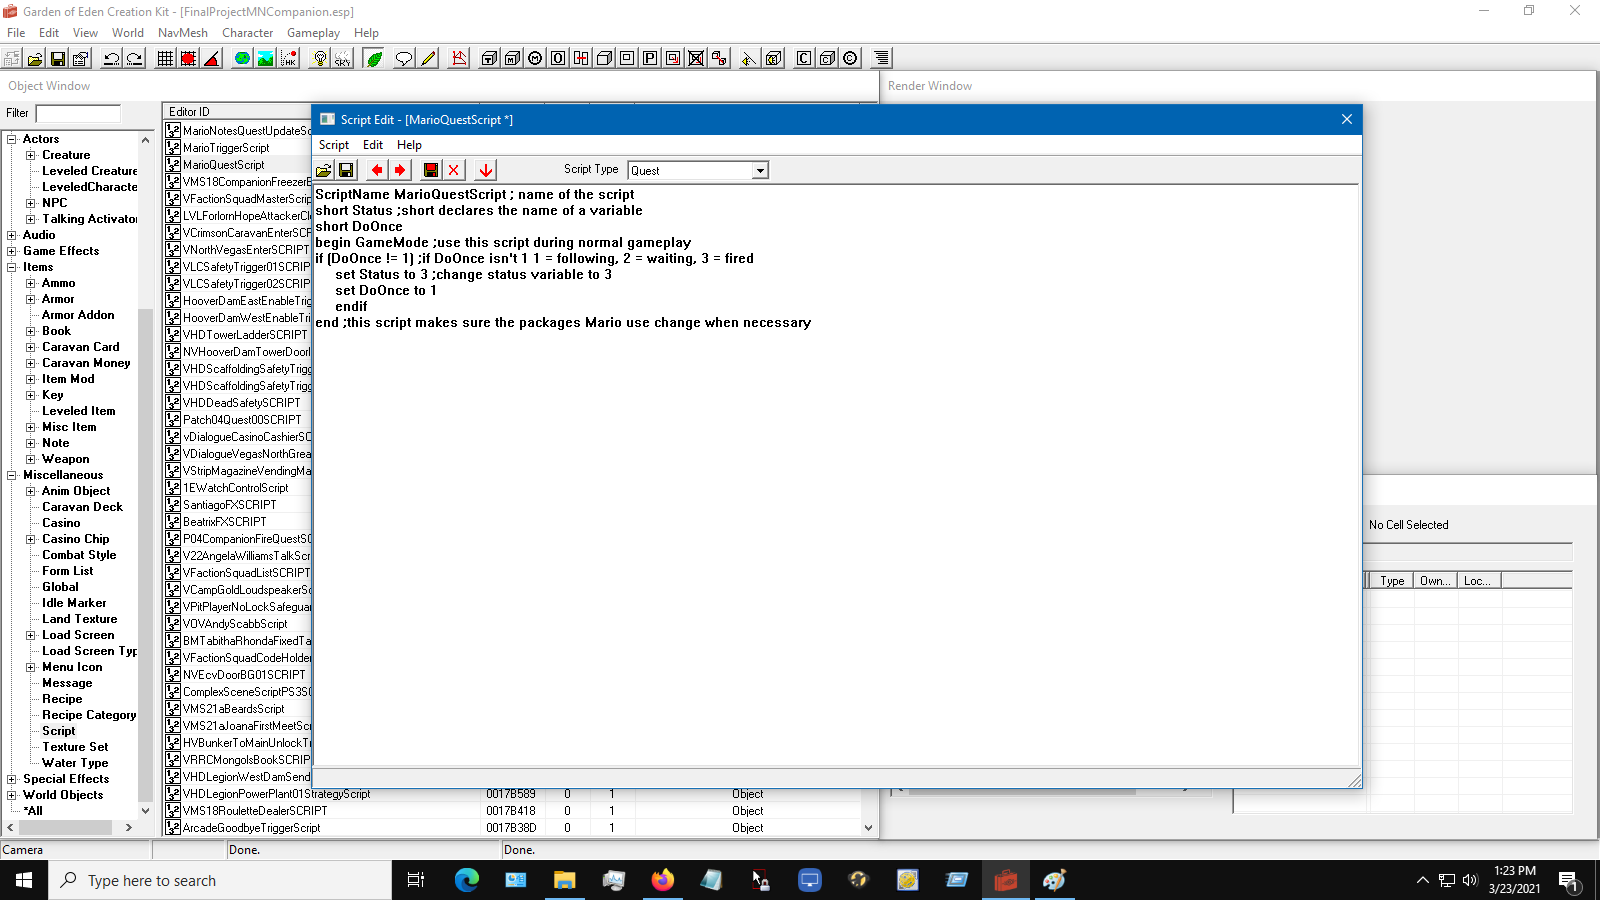 Garden of Eden Creation Kit - [FinalProjectMNCompanion.esp]
File Edit View World NavMesh Character Gameplay Help
Object Window
Render Window
Filter
Editor ID
Actors
Creature
Leveled Creature
LeveledCharacte
NPC
Talking Activator
Audio
Game Effects
Items
Ammo
Armor
Armor Addon
Book
Caravan Card
Caravan Money
Item Mod
Key
Leveled Item
Misc Item
Note
Weapon
Miscellaneous
Anim Object
Caravan Deck
Casino
Casino Chip
Combat Style
Form List
Global
Idle Marker
Land Texture
Load Screen
Load Screen Typ
Menu Icon
Message
Recipe
Recipe Category
Script
Texture Set
Water Type
Special Effects
World Objects
*All
MarioNotesQuestUpdateSc
MarioTriggerScript
MarioQuestScript
VMS18CompanionFreezerE
VFactionSquadMasterScrip
LVLForlornHopeAttackerCle
VCrimsonCaravanEnterSCR
VNorthVegasEnterSCRIPT
VLCSafetyTrigger01SCRIP
VLCSafetyTrigger02SCRIP
HooverDamEastEnableTrig
HooverDamWestEnableTri
VHDTowerLadderSCRIPT
NVHooverDamTowerDoorI
VHDScaffoldingSafetyTrigg
VHDScaffoldingSafetyTrigg
VHDDeadSafetySCRIPT
Patch04Quest00SCRIPT
vDialogueCasinoCashierSC
VDialogueVegasNorthGrea
VStripMagazineVendingMa
1EWatchControlScript
SantiagoFXSCRIPT
BeatrixFXSCRIPT
P04CompanionFireQuestSC
V22AngelaWilliamsTalkScr
VFactionSquadListSCRIPT
VCampGoldLoudspeakerSc
VPitPlayerNoLockSafeguar
VOVAndyScabbScript
BMTabithaRhondaFixedTa
VFactionSquadCodeHolder
NVEcvDoorBG01SCRIPT
ComplexSceneScriptPS3SC
VMS21aBeardsScript
VMS21aJoanaFirstMeetScr
HVBunkerToMainUnlockTr
VRRCMongolsBookSCRIP
VHDLegionWestDamSend
VHDLegionPowerPlant01StrategyScript 0017B589 0 1 Object
VMS18RouletteDealerSCRIPT 0017B418 0 1 Object
ArcadeGoodbyeTriggerScript 0017B38D 0 1 Object
Script Edit - [MarioQuestScript *]
Script Edit Help
Script Type Quest
ScriptName MarioQuestScript ; name of the script
short Status ;short declares the name of a variable
short DoOnce
begin GameMode ;use this script during normal gameplay
if (DoOnce != 1) ;if DoOnce isn't 1 1 = following, 2 = waiting, 3 = fired
set Status to 3 ;change status variable to 3
set DoOnce to 1
endif
end ;this script makes sure the packages Mario use change when necessary
No Cell Selected
Type Own... Loc...
Camera Done. Done.
Type here to search
1:23 PM
3/23/2021
1